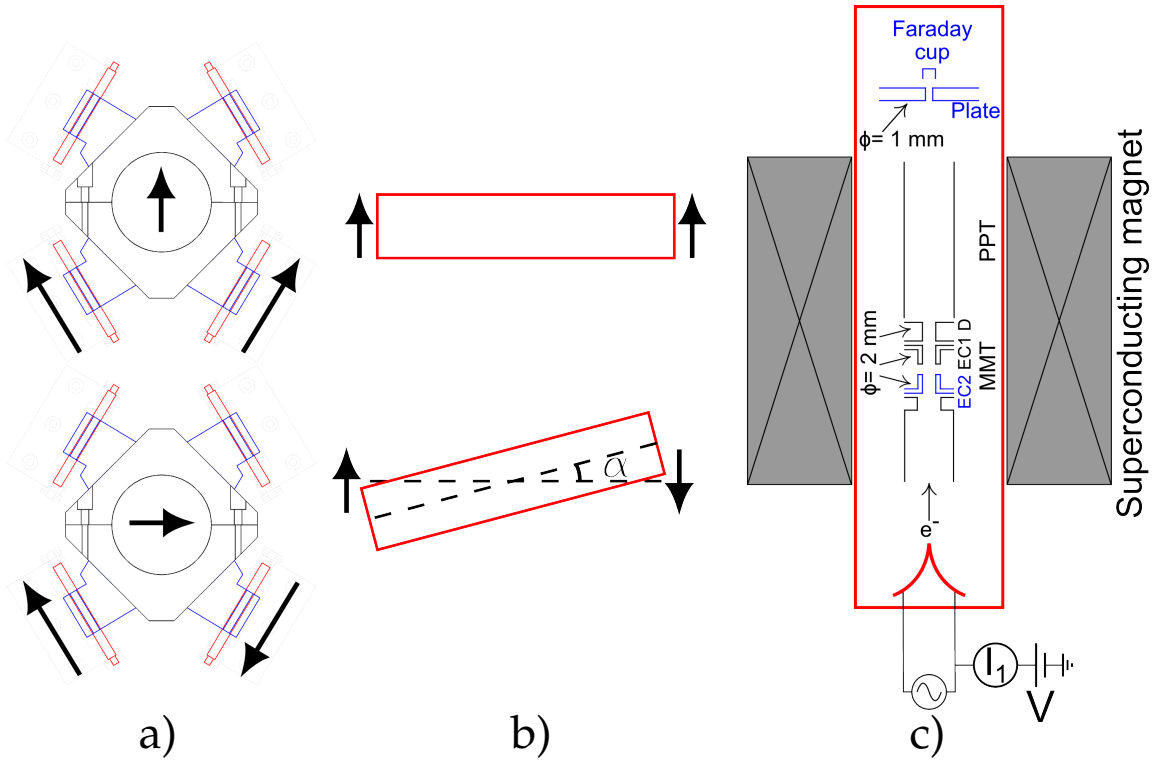 Faraday
cup
Plate
ϕ= 1 mm
PPT
Superconducting magnet
ϕ= 2 mm
D
EC1
MMT
EC2
α
e-
I1
V
a)
b)
c)